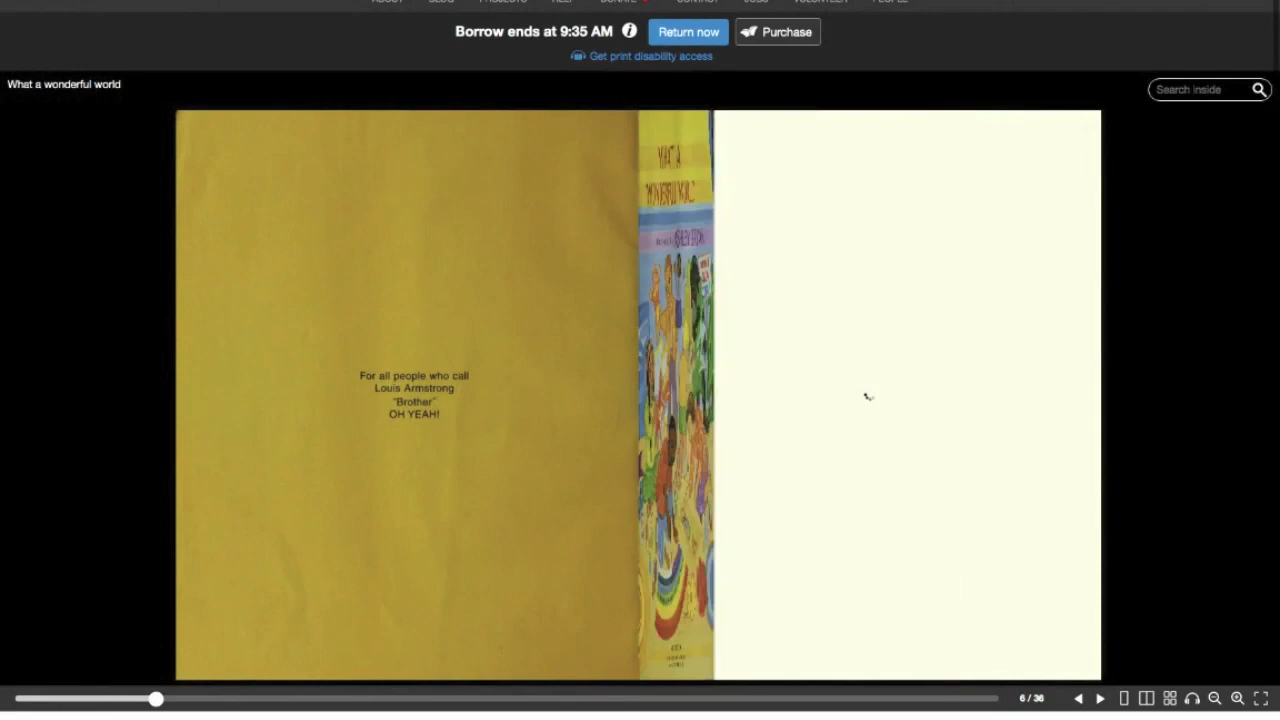 Borrow ends at 9:35 AM
Return now
Purchase
Get print disability access
What a wonderful world
Search inside
For all people who call
Louis Armstrong
"Brother"
OH YEAH!
WHAT A
6 / 36